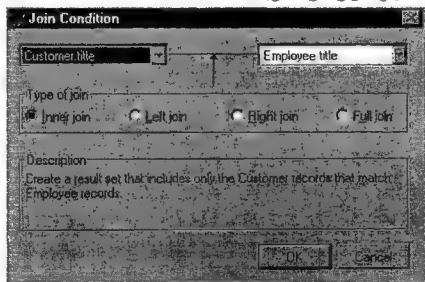 Join Condition
Customer.title Employee title
Type of join
Inner join Left join Right join Full join
Description
Create a result set that includes only the Customer records that match
Employee records.
OK Cancel